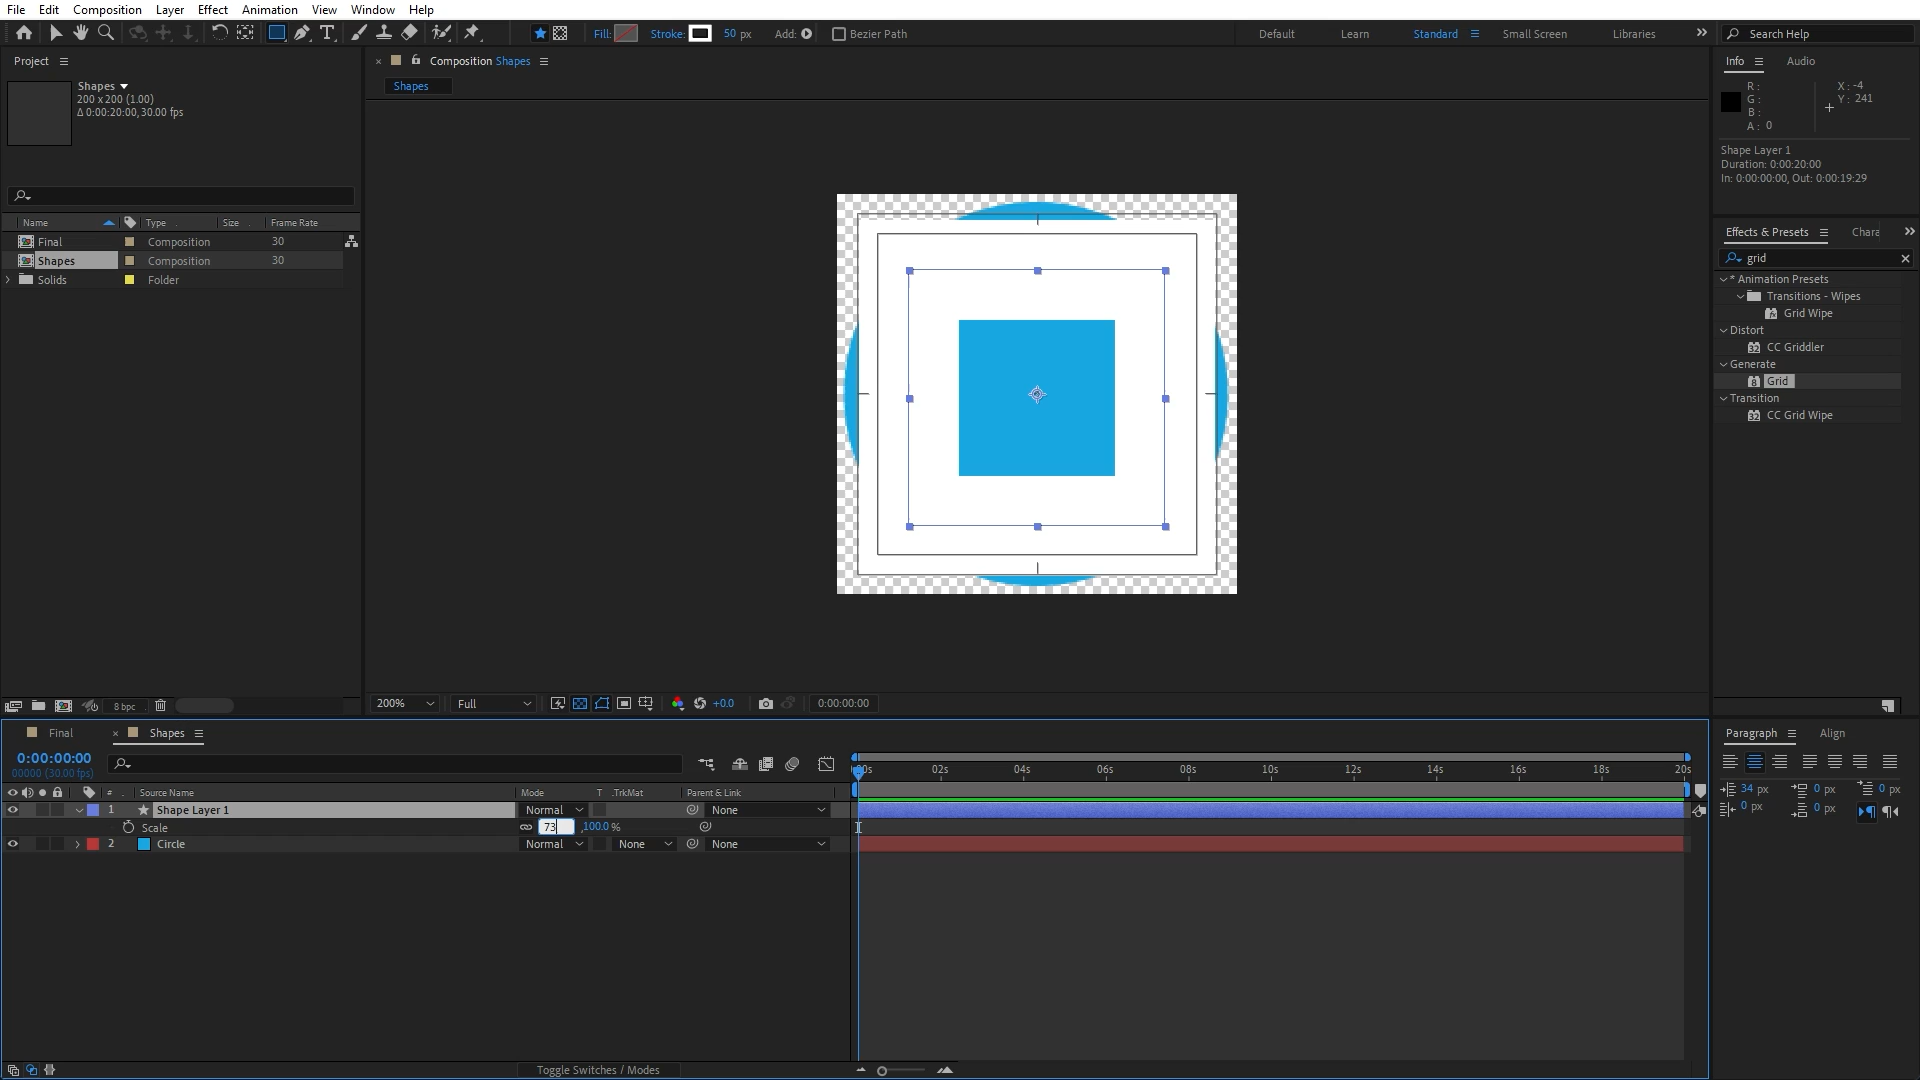 File Edit Composition Layer Effect Animation View Window Help
Fill: Stroke: 50 px Add: Bezier Path Default Learn Standard Small Screen Libraries Search Help
Project
Shapes
200 x 200 (1.00)
Δ 0:00:20:00, 30.00 fps
Name Type Size Frame Rate
Final Composition 30
Shapes Composition 30
Solids Folder
8 bpc
Composition Shapes
Shapes
200% Full +0.0 0:00:00:00
Info Audio
R :
G :
B :
A : 0
X : -4
Y : 241
Shape Layer 1
Duration: 0:00:20:00
In: 0:00:00:00, Out: 0:00:19:29
Effects & Presets Chara
grid
* Animation Presets
Transitions - Wipes
Grid Wipe
Distort
CC Griddler
Generate
Grid
Transition
CC Grid Wipe
Final Shapes
0:00:00:00
00000 (30.00 fps)
00s 02s 04s 06s 08s 10s 12s 14s 16s 18s 20s
# Source Name Mode T .TrkMat Parent & Link
1 Shape Layer 1 Normal None
Scale 73 ,100.0 %
2 Circle Normal None None
Toggle Switches / Modes
Paragraph Align
34 px 0 px 0 px
0 px 0 px